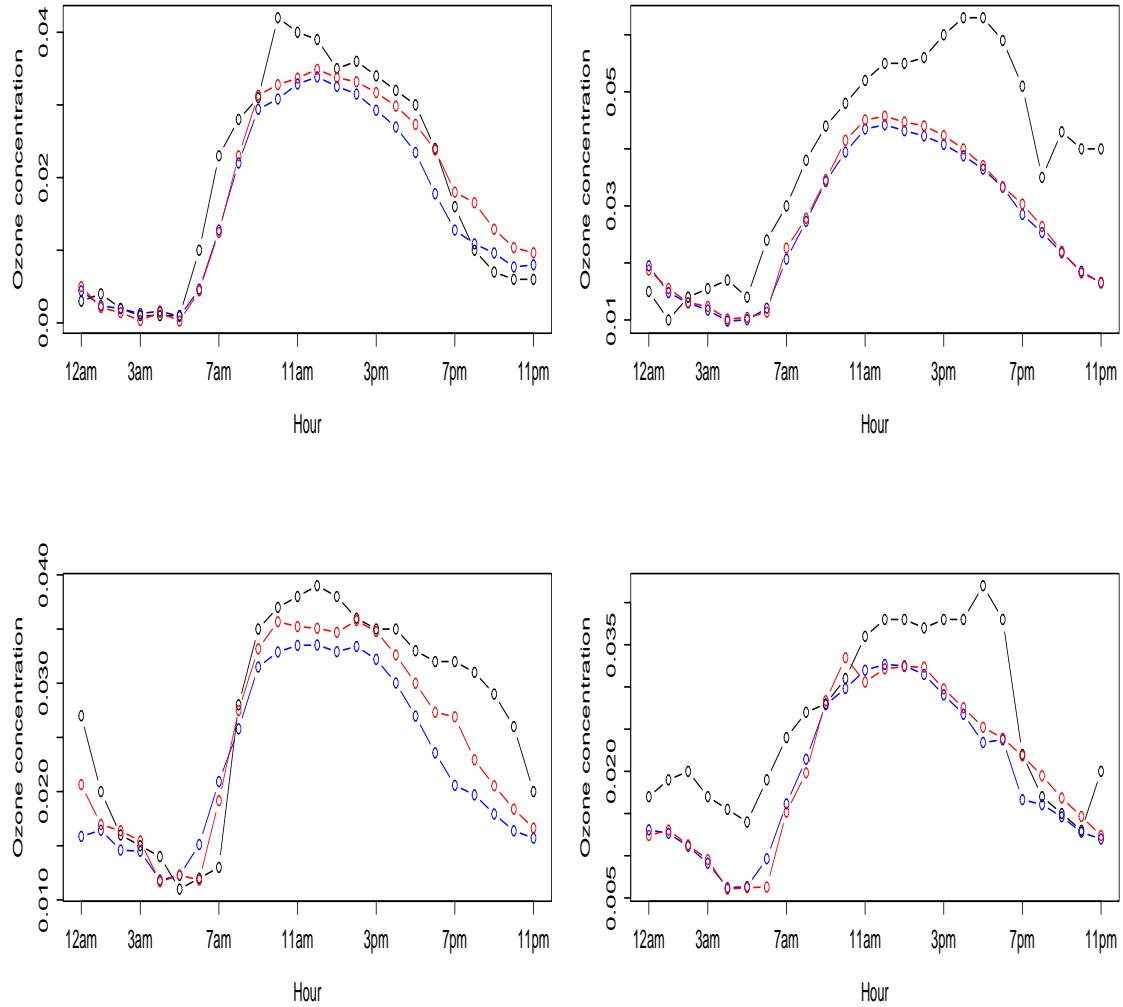 Ozone concentration
0.04
0.02
0.00
12am 3am 7am 11am 3pm 7pm 11pm
Hour
Ozone concentration
0.05
0.03
0.01
12am 3am 7am 11am 3pm 7pm 11pm
Hour
Ozone concentration
0.040
0.030
0.020
0.010
12am 3am 7am 11am 3pm 7pm 11pm
Hour
Ozone concentration
0.035
0.020
0.005
12am 3am 7am 11am 3pm 7pm 11pm
Hour